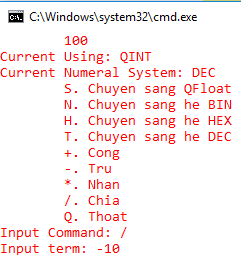 C:\Windows\system32\cmd.exe
100
Current Using: QINT
Current Numeral System: DEC
S. Chuyen sang QFloat
N. Chuyen sang he BIN
H. Chuyen sang he HEX
T. Chuyen sang he DEC
+. Cong
-. Tru
*. Nhan
/. Chia
Q. Thoat
Input Command: /
Input term: -10